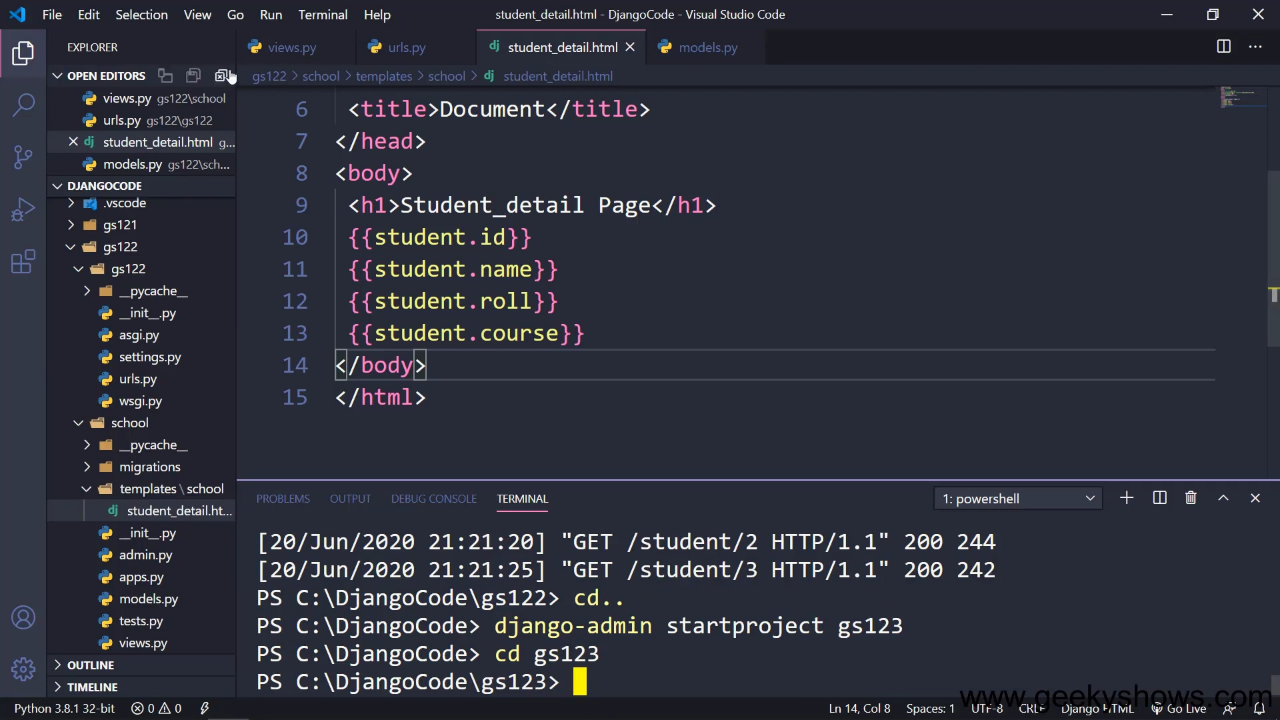 File Edit Selection View Go Run Terminal Help student_detail.html - DjangoCode - Visual Studio Code
EXPLORER
views.py urls.py student_detail.html models.py
OPEN EDITORS
gs122 > school > templates > school > student_detail.html
views.py gs122\school
urls.py gs122\gs122
student_detail.html g...
models.py gs122\sch...
DJANGOCODE
.vscode
gs121
gs122
gs122
__pycache__
__init__.py
asgi.py
settings.py
urls.py
wsgi.py
school
__pycache__
migrations
templates \ school
student_detail.ht...
__init__.py
admin.py
apps.py
models.py
tests.py
views.py
OUTLINE
TIMELINE
6 <title>Document</title>
7 </head>
8 <body>
9 <h1>Student_detail Page</h1>
10 {{student.id}}
11 {{student.name}}
12 {{student.roll}}
13 {{student.course}}
14 </body>
15 </html>
PROBLEMS OUTPUT DEBUG CONSOLE TERMINAL 1: powershell
[20/Jun/2020 21:21:20] "GET /student/2 HTTP/1.1" 200 244
[20/Jun/2020 21:21:25] "GET /student/3 HTTP/1.1" 200 242
PS C:\DjangoCode\gs122> cd..
PS C:\DjangoCode> django-admin startproject gs123
PS C:\DjangoCode> cd gs123
PS C:\DjangoCode\gs123>
www.geekyshows.com
Python 3.8.1 32-bit 0 0 Ln 14, Col 8 Spaces: 1 UTF-8 CRLF Django HTML Go Live